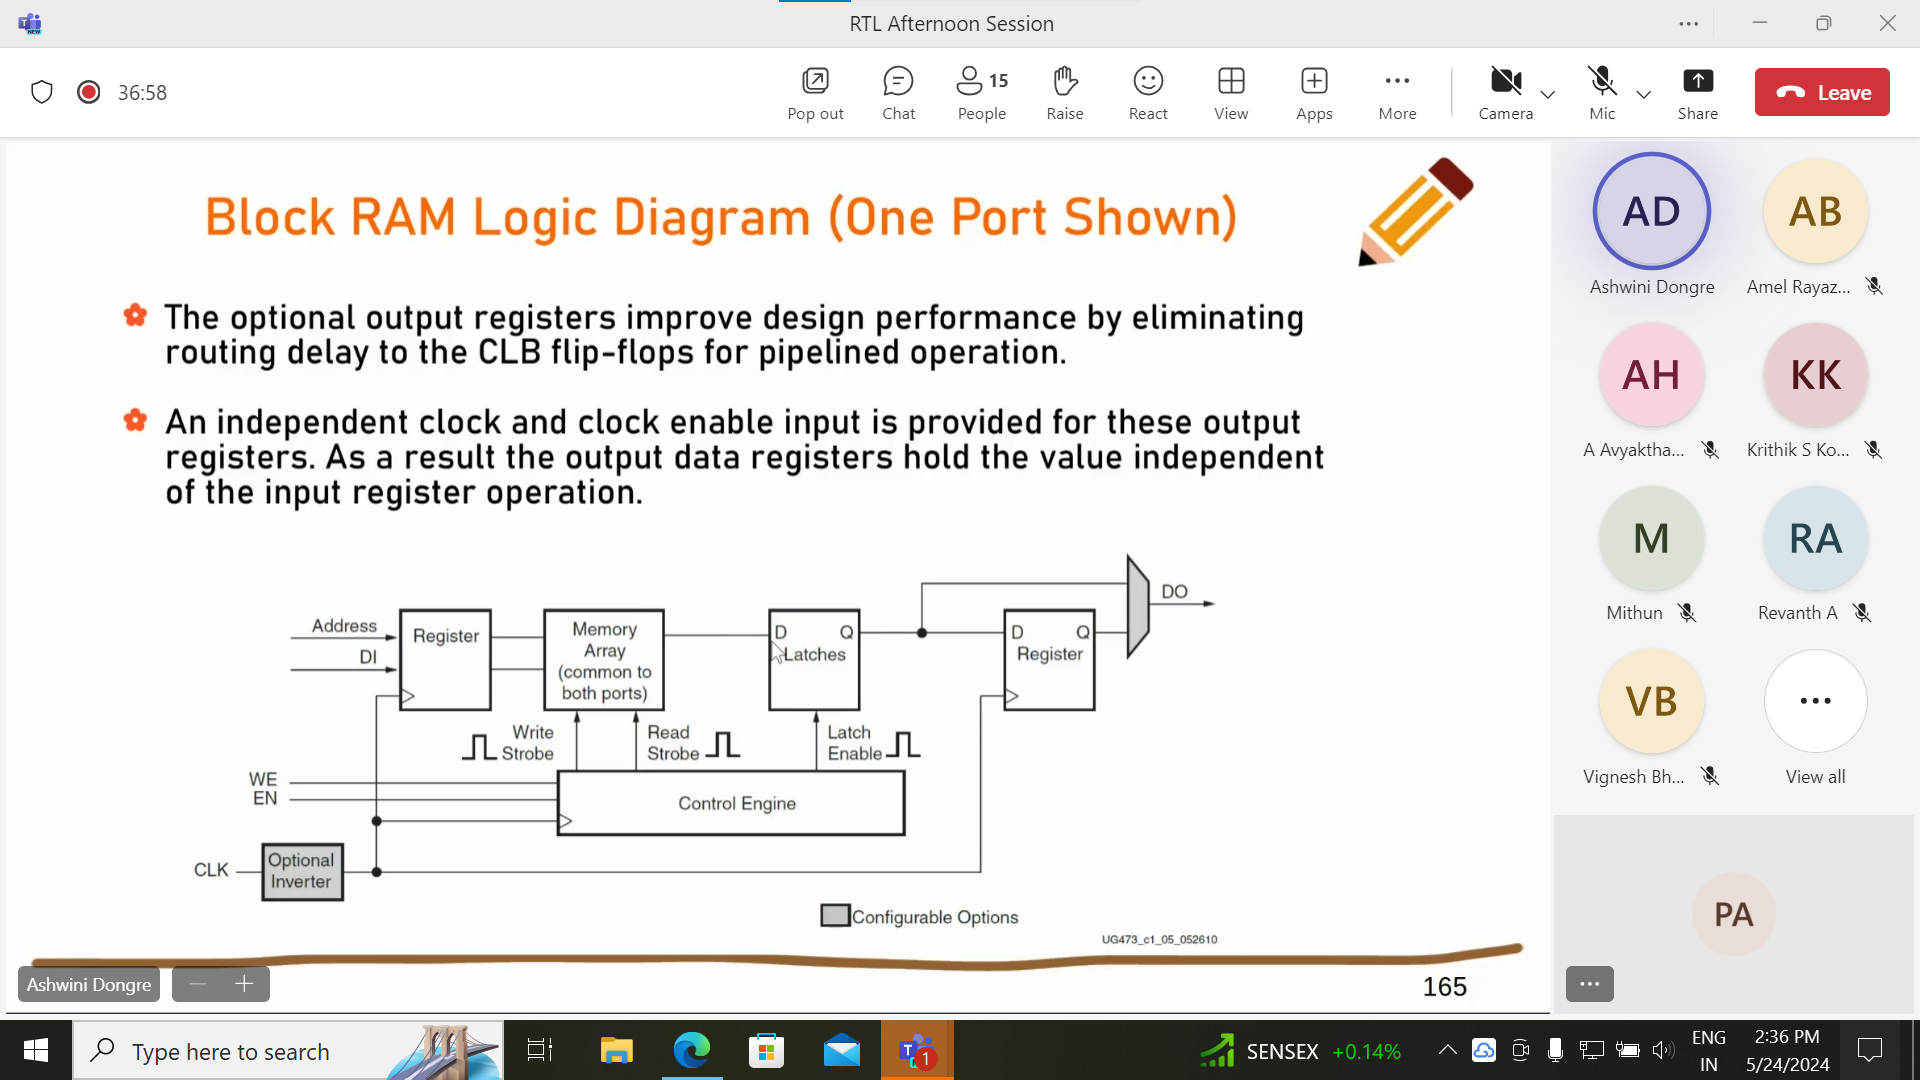 NEW
RTL Afternoon Session
36:58
Pop out
Chat
15
People
Raise
React
View
Apps
More
Camera
Mic
Share
Leave
Block RAM Logic Diagram (One Port Shown)
The optional output registers improve design performance by eliminating
routing delay to the CLB flip-flops for pipelined operation.
An independent clock and clock enable input is provided for these output
registers. As a result the output data registers hold the value independent
of the input register operation.
Address
DI
Register
Memory
Array
(common to
both ports)
D Q
Latches
D Q
Register
DO
Write
Strobe
Read
Strobe
Latch
Enable
WE
EN
Control Engine
CLK
Optional
Inverter
Configurable Options
UG473_c1_05_052610
165
Ashwini Dongre
AD
Ashwini Dongre
AB
Amel Rayaz...
AH
A Avyaktha...
KK
Krithik S Ko...
M
Mithun
RA
Revanth A
VB
Vignesh Bh...
View all
PA
Type here to search
T
1
SENSEX +0.14%
ENG
IN
2:36 PM
5/24/2024